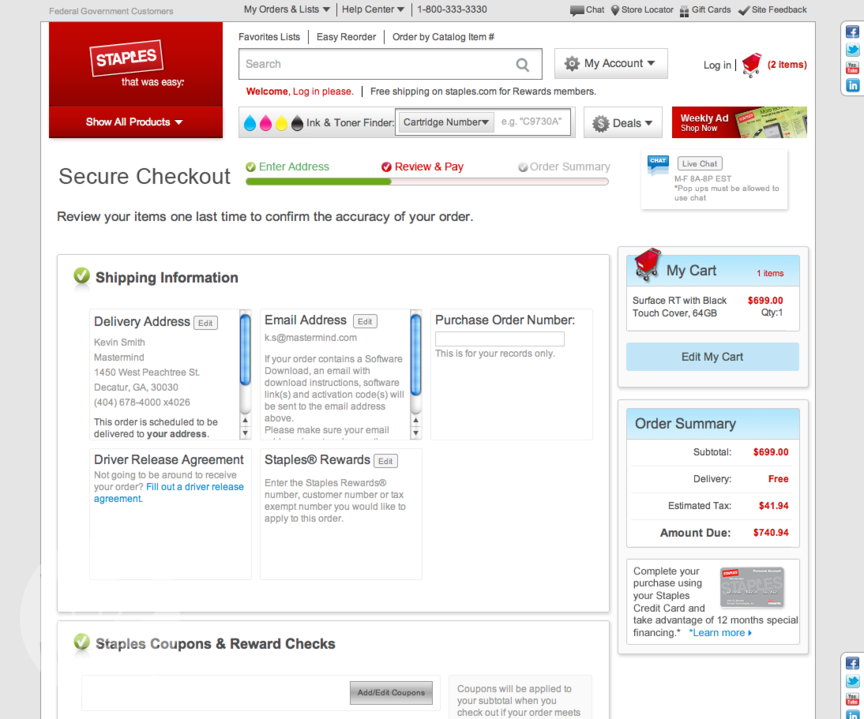 Federal Government Customers
My Orders & Lists
Help Center
1-800-333-3330
Chat
Store Locator
Gift Cards
Site Feedback
Favorites Lists
Easy Reorder
Order by Catalog Item #
STAPLES
that was easy:
Search
My Account
Log in
(2 items)
Welcome, Log in please.
Free shipping on staples.com for Rewards members.
Show All Products
Ink & Toner Finder:
Cartridge Number
e.g. "C9730A"
Deals
Weekly Ad
Shop Now
Secure Checkout
Enter Address
Review & Pay
Order Summary
CHAT
Live Chat
M-F 8A-8P EST
*Pop ups must be allowed to
use chat
Review your items one last time to confirm the accuracy of your order.
Shipping Information
Delivery Address
Edit
Kevin Smith
Mastermind
1450 West Peachtree St.
Decatur, GA, 30030
(404) 678-4000 x4026
This order is scheduled to be
delivered to your address.
Email Address
Edit
k.s@mastermind.com
If your order contains a Software
Download, an email with
download instructions, software
link(s) and activation code(s) will
be sent to the email address
above.
Please make sure your email
Purchase Order Number:
This is for your records only.
Driver Release Agreement
Not going to be around to receive
your order? Fill out a driver release
agreement.
Staples® Rewards
Edit
Enter the Staples Rewards®
number, customer number or tax
exempt number you would like to
apply to this order.
My Cart
1 items
Surface RT with Black
Touch Cover, 64GB
$699.00
Qty:1
Edit My Cart
Order Summary
Subtotal:
$699.00
Delivery:
Free
Estimated Tax:
$41.94
Amount Due:
$740.94
Complete your
purchase using
your Staples
Credit Card and
take advantage of 12 months special
financing.* *Learn more
STAPLES
Staples Coupons & Reward Checks
Add/Edit Coupons
Coupons will be applied to
your subtotal when you
check out if your order meets